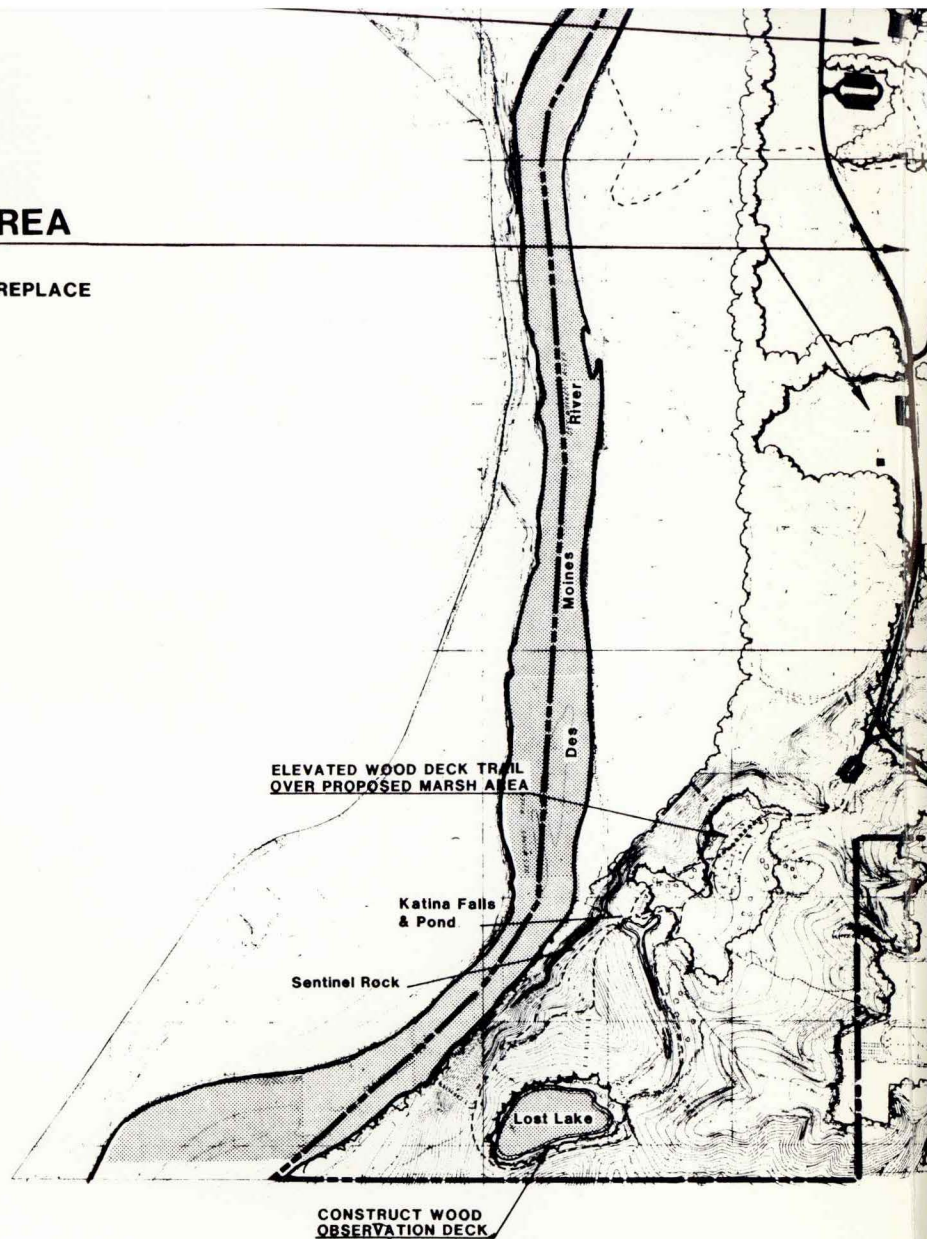 REA
REPLACE
River
Moines
Des
ELEVATED WOOD DECK TRAIL
OVER PROPOSED MARSH AREA
Katina Falls
& Pond
Sentinel Rock
Lost Lake
CONSTRUCT WOOD
OBSERVATION DECK